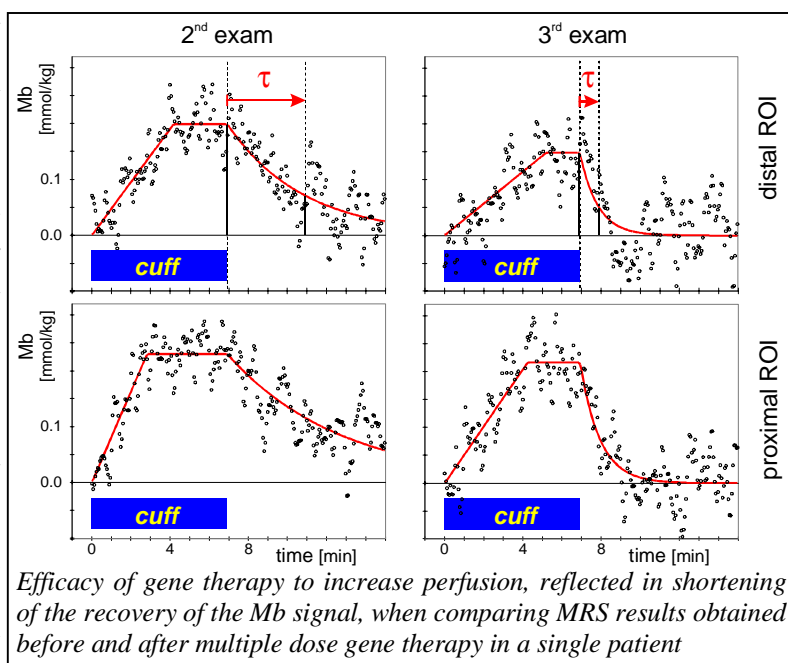 2nd exam
3rd exam
Mb
[mmol/kg]
0.1
0.0
τ
cuff
τ
cuff
distal ROI
Mb
[mmol/kg]
0.1
0.0
cuff
cuff
proximal ROI
0 4 8 time [min]
0 4 8 time [min]
Efficacy of gene therapy to increase perfusion, reflected in shortening
of the recovery of the Mb signal, when comparing MRS results obtained
before and after multiple dose gene therapy in a single patient